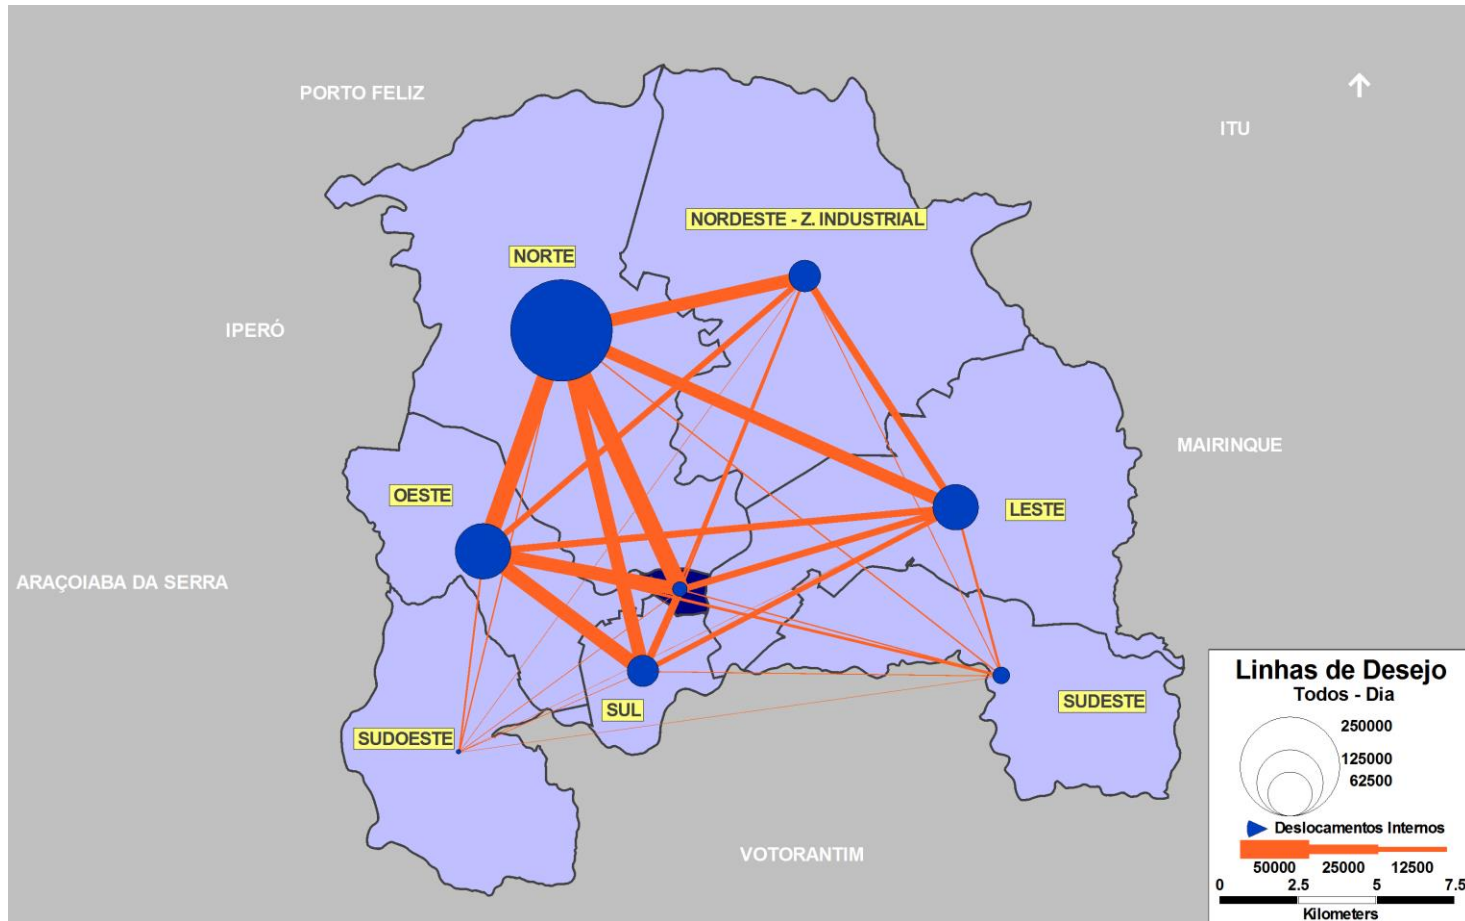 PORTO FELIZ
ITU
NORDESTE - Z. INDUSTRIAL
NORTE
IPERÓ
MAIRINQUE
OESTE
LESTE
ARAÇOIABA DA SERRA
SUDESTE
SUL
SUDOESTE
VOTORANTIM
Linhas de Desejo
Todos - Dia
250000
125000
62500
Deslocamentos Internos
50000 25000 12500
0 2.5 5 7.5
Kilometers